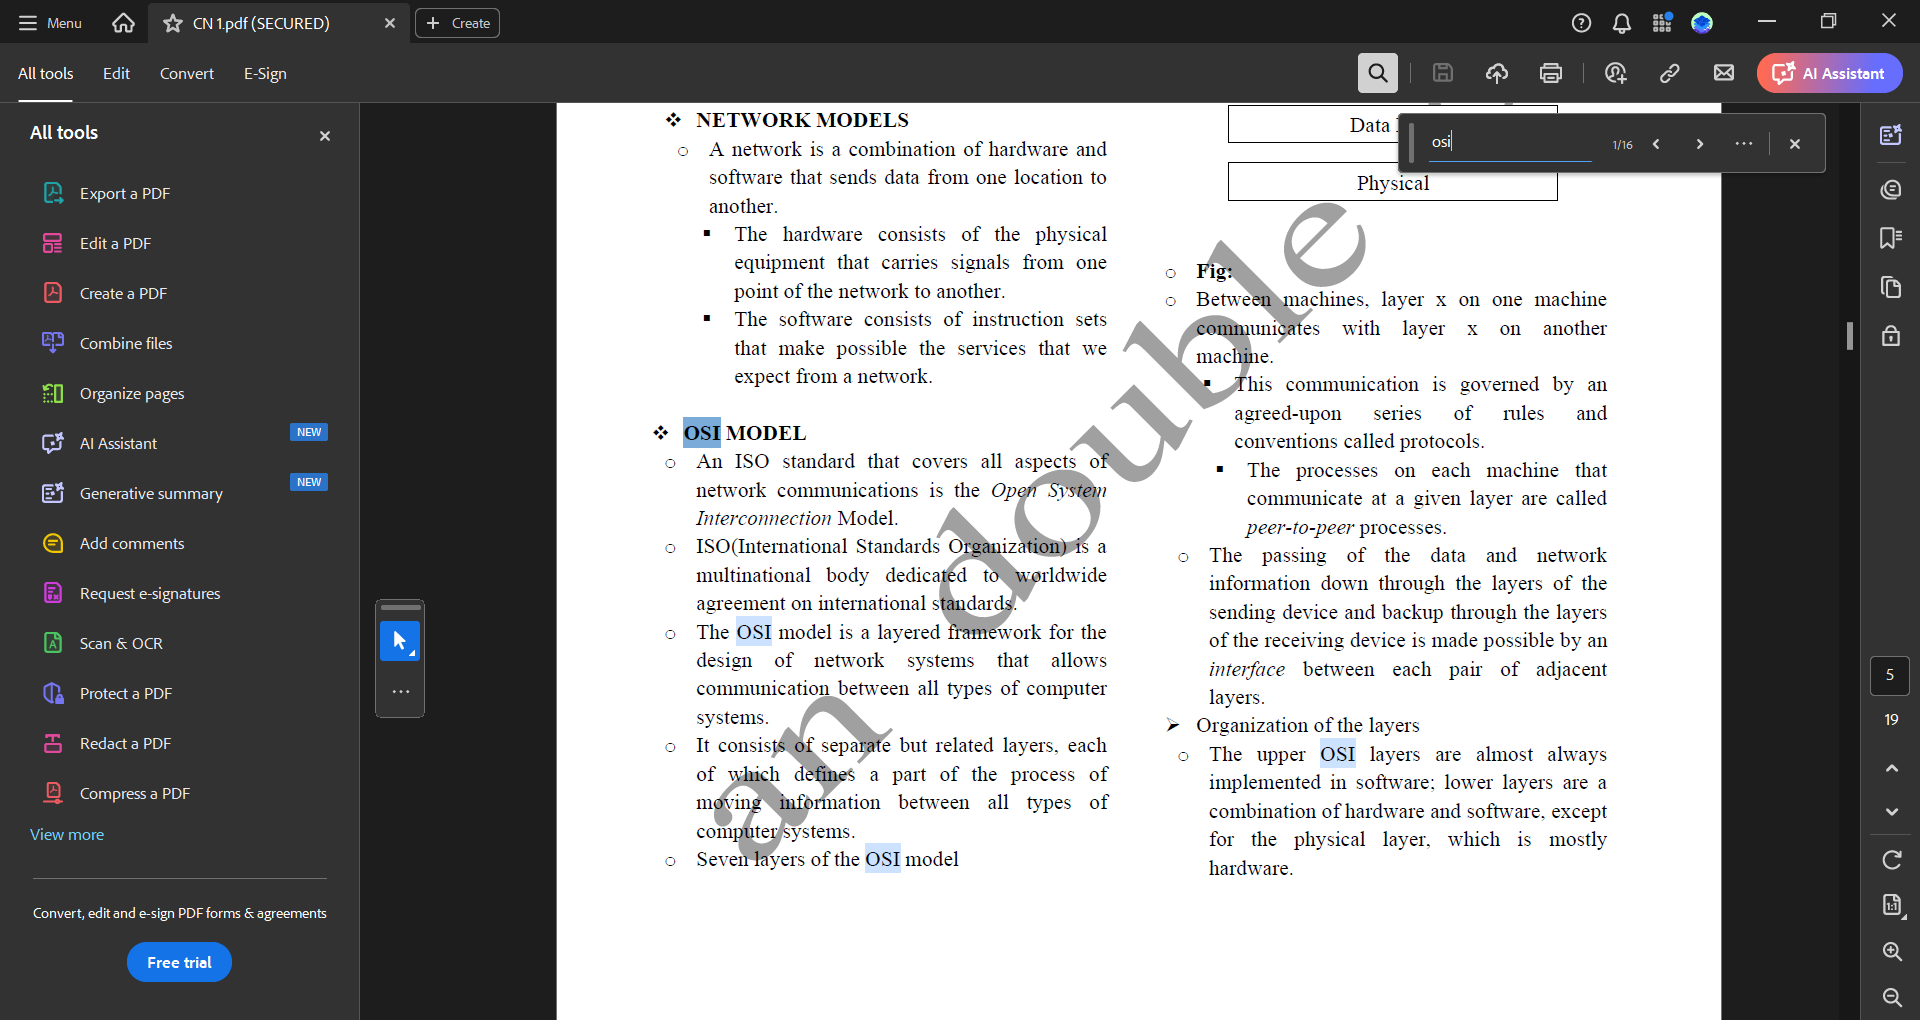 Menu
CN 1.pdf (SECURED)
Create
All tools
Edit
Convert
E-Sign
AI Assistant
All tools
Export a PDF
Edit a PDF
Create a PDF
Combine files
Organize pages
AI Assistant
NEW
Generative summary
NEW
Add comments
Request e-signatures
Scan & OCR
Protect a PDF
Redact a PDF
Compress a PDF
View more
Convert, edit and e-sign PDF forms & agreements
Free trial
NETWORK MODELS
A network is a combination of hardware and
software that sends data from one location to
another.
The hardware consists of the physical
equipment that carries signals from one
point of the network to another.
The software consists of instruction sets
that make possible the services that we
expect from a network.
OSI MODEL
An ISO standard that covers all aspects of
network communications is the Open System
Interconnection Model.
ISO(International Standards Organization) is a
multinational body dedicated to worldwide
agreement on international standards.
The OSI model is a layered framework for the
design of network systems that allows
communication between all types of computer
systems.
It consists of separate but related layers, each
of which defines a part of the process of
moving information between all types of
computer systems.
Seven layers of the OSI model
Data
Physical
Fig:
Between machines, layer x on one machine
communicates with layer x on another
machine.
This communication is governed by an
agreed-upon series of rules and
conventions called protocols.
The processes on each machine that
communicate at a given layer are called
peer-to-peer processes.
The passing of the data and network
information down through the layers of the
sending device and backup through the layers
of the receiving device is made possible by an
interface between each pair of adjacent
layers.
Organization of the layers
The upper OSI layers are almost always
implemented in software; lower layers are a
combination of hardware and software, except
for the physical layer, which is mostly
hardware.
an double
osi
1/16
5
19
1:1